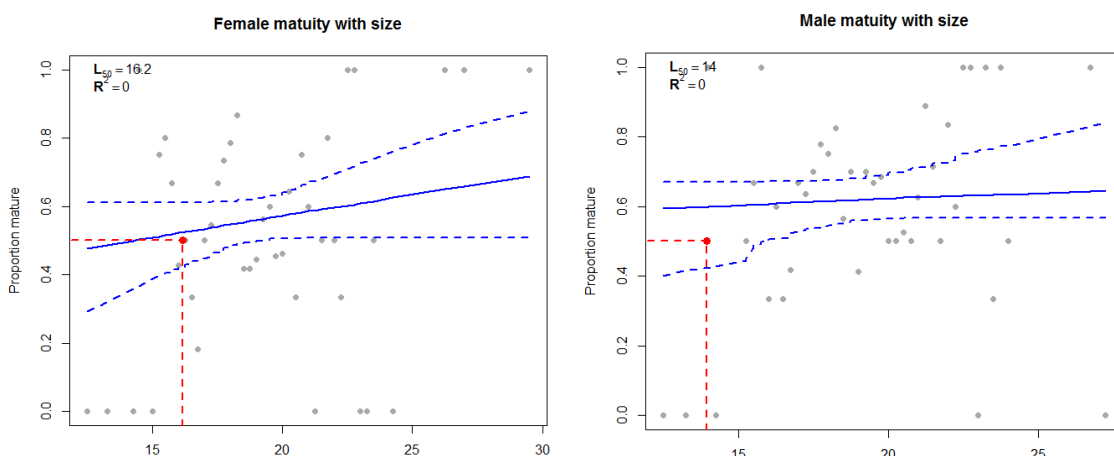 Female matuity with size
L50 = 16.2
R2 = 0
Proportion mature
1.0
0.8
0.6
0.4
0.2
0.0
15 20 25 30
Male matuity with size
L50 = 14
R2 = 0
Proportion mature
1.0
0.8
0.6
0.4
0.2
0.0
15 20 25